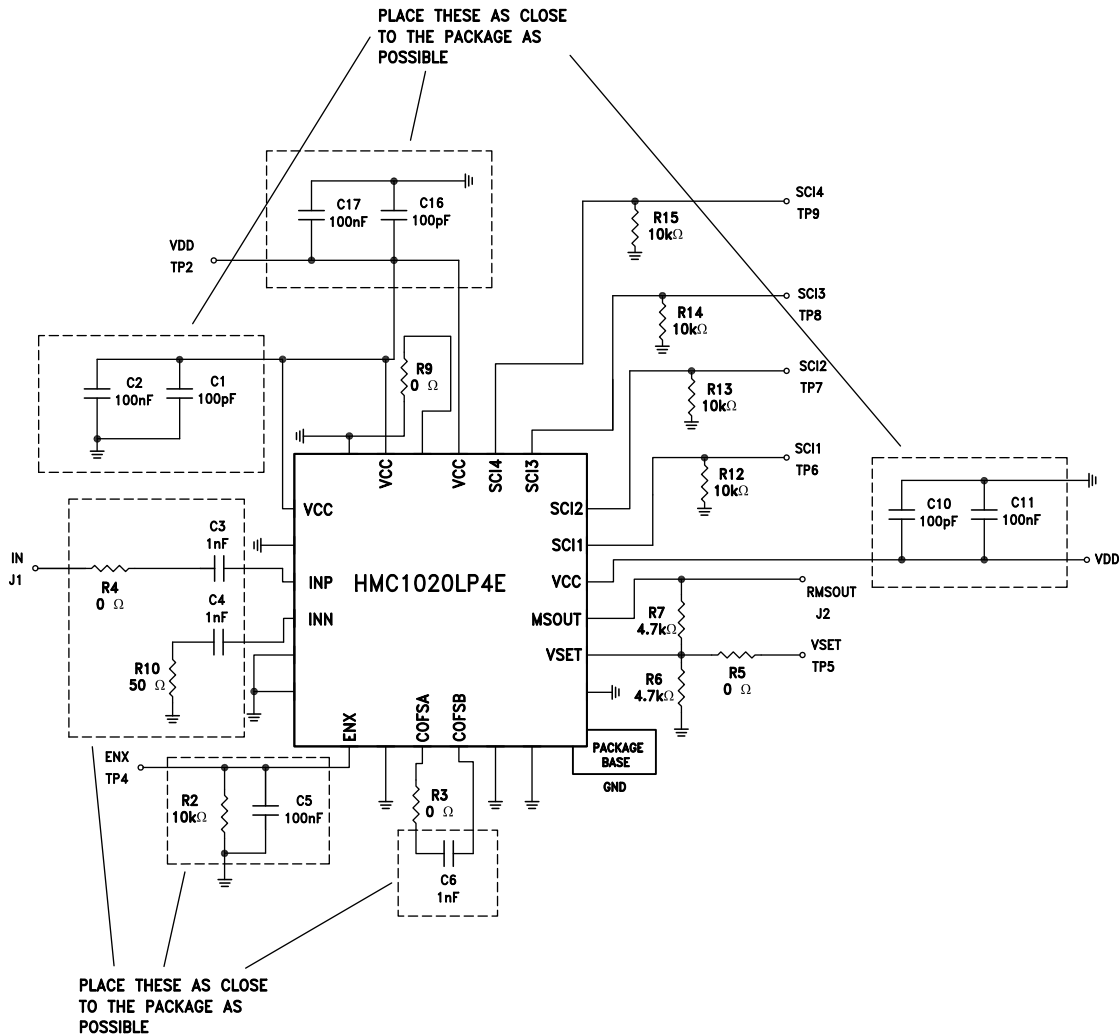 PLACE THESE AS CLOSE
TO THE PACKAGE AS
POSSIBLE
C17
100nF
C16
100pF
VDD
TP2
SCI4
TP9
R15
10kΩ
SCI3
TP8
R14
10kΩ
C2
100nF
C1
100pF
R9
0 Ω
SCI2
TP7
R13
10kΩ
SCI1
TP6
R12
10kΩ
VCC
VCC
SCI4
SCI3
C10
100pF
C11
100nF
VCC
SCI2
SCI1
C3
1nF
IN
J1
R4
0 Ω
INP
HMC1020LP4E
VCC
VDD
C4
1nF
INN
MSOUT
R7
4.7kΩ
RMSOUT
J2
R10
50 Ω
VSET
VSET
TP5
R5
0 Ω
R6
4.7kΩ
ENX
COFSA
COFSB
PACKAGE
BASE
GND
ENX
TP4
R2
10kΩ
C5
100nF
R3
0 Ω
C6
1nF
PLACE THESE AS CLOSE
TO THE PACKAGE AS
POSSIBLE